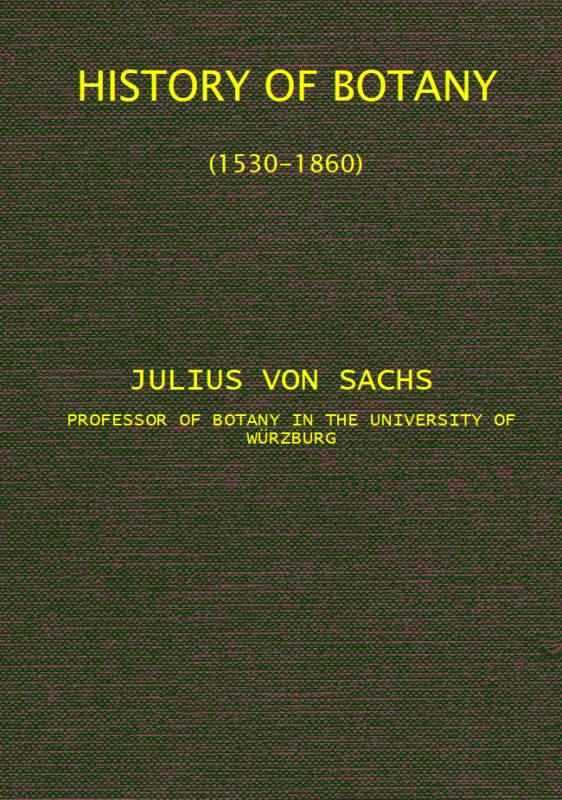 HISTORY OF BOTANY
(1530–1860)
JULIUS VON SACHS
PROFESSOR OF BOTANY IN THE UNIVERSITY OF
WÜRZBURG